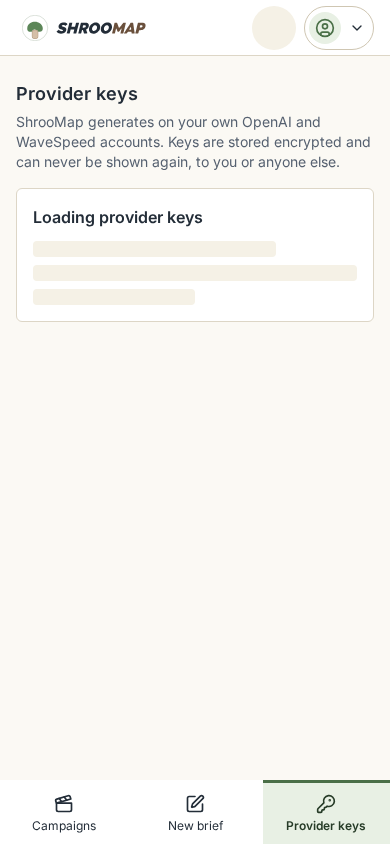 SHROOMAP
Provider keys
ShrooMap generates on your own OpenAI and
WaveSpeed accounts. Keys are stored encrypted and
can never be shown again, to you or anyone else.
Loading provider keys
Campaigns
New brief
Provider keys